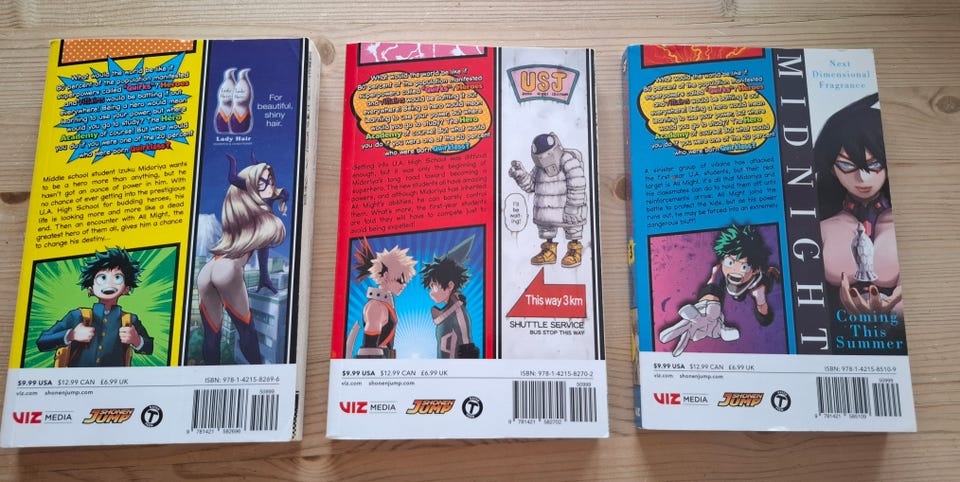 What would the world be like if
80 percent of the population manifested
superpowers called "Quirks"? Heroes
and villains would be battling it out
everywhere! Being a hero would mean
learning to use your power, but where
would you go to study? The Hero
Academy of course! But what would
you do if you were one of the 20 percent
who were born Quirkless?
Middle school student Izuku Midoriya wants
to be a hero more than anything, but he
hasn't got an ounce of power in him. With
no chance of ever getting into the prestigious
U.A. High School for budding heroes, his
life is looking more and more like a dead
end. Then an encounter with All Might, the
greatest hero of them all, gives him a chance
to change his destiny...
Lady Hair
For
beautiful,
shiny
hair.
$9.99 USA $12.99 CAN £6.99 UK
viz.com shonenjump.com
ISBN: 978-1-4215-8269-6
50999
VIZ MEDIA
SHONEN JUMP
T
9 781421 582696
What would the world be like if
80 percent of the population manifested
superpowers called "Quirks"? Heroes
and villains would be battling it out
everywhere! Being a hero would mean
learning to use your power, but where
would you go to study? The Hero
Academy of course! But what would
you do if you were one of the 20 percent
who were born Quirkless?
Getting into U.A. High School was difficult
enough, but it was only the beginning of
Midoriya's long road toward becoming a
superhero. The new students all have amazing
powers, and although Midoriya has inherited
All Might's abilities, he can barely control
them. What's more, the first-year students
are told they will have to compete just to
avoid being expelled!
USJ
I'll be
wait-
ing!
This way 3 km
SHUTTLE SERVICE
BUS STOP THIS WAY
$9.99 USA $12.99 CAN £6.99 UK
viz.com shonenjump.com
ISBN: 978-1-4215-8270-2
50999
VIZ MEDIA
SHONEN JUMP
T
9 781421 582702
What would the world be like if
80 percent of the population manifested
superpowers called "Quirks"? Heroes
and villains would be battling it out
everywhere! Being a hero would mean
learning to use your power, but where
would you go to study? The Hero
Academy of course! But what would
you do if you were one of the 20 percent
who were born Quirkless?
A sinister group of villains has attacked
the first-year U.A. students, but their real
target is All Might. It's all that Midoriya and
his classmates can do to hold them off until
reinforcements arrive. All Might joins the
battle to protect the kids, but as his power
runs out, he may be forced into an extremely
dangerous bluff!
MIDNIGHT
Next
Dimensional
Fragrance
Coming This
Summer
$9.99 USA $12.99 CAN £6.99 UK
viz.com shonenjump.com
ISBN: 978-1-4215-8510-9
50999
VIZ MEDIA
SHONEN JUMP
T
9 781421 585109